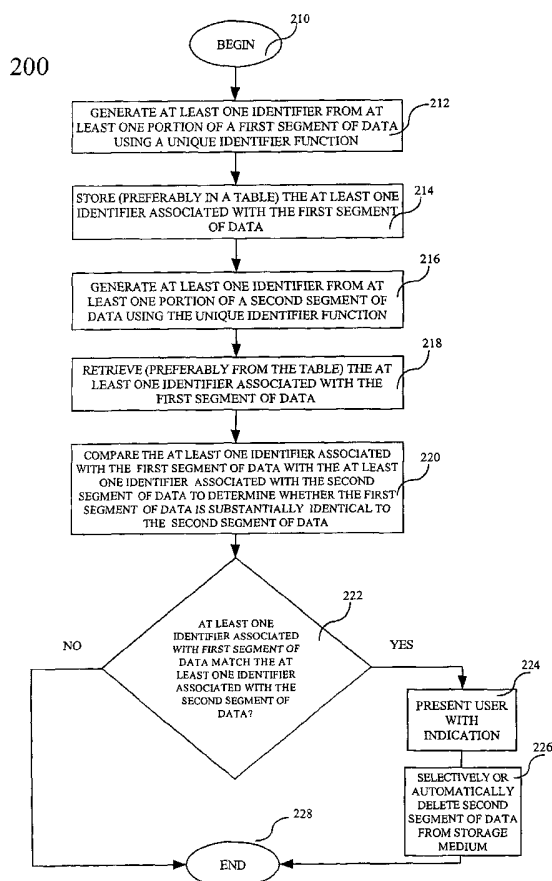 200
BEGIN
210
GENERATE AT LEAST ONE IDENTIFIER FROM AT
LEAST ONE PORTION OF A FIRST SEGMENT OF DATA
USING A UNIQUE IDENTIFIER FUNCTION
212
STORE (PREFERABLY IN A TABLE) THE AT LEAST ONE
IDENTIFIER ASSOCIATED WITH THE FIRST SEGMENT
OF DATA
214
GENERATE AT LEAST ONE IDENTIFIER FROM AT
LEAST ONE PORTION OF A SECOND SEGMENT OF
DATA USING THE UNIQUE IDENTIFIER FUNCTION
216
RETRIEVE (PREFERABLY FROM THE TABLE) THE AT
LEAST ONE IDENTIFIER ASSOCIATED WITH THE
FIRST SEGMENT OF DATA
218
COMPARE THE AT LEAST ONE IDENTIFIER ASSOCIATED
WITH THE FIRST SEGMENT OF DATA WITH THE AT LEAST
ONE IDENTIFIER ASSOCIATED WITH THE SECOND
SEGMENT OF DATA TO DETERMINE WHETHER THE FIRST
SEGMENT OF DATA IS SUBSTANTIALLY IDENTICAL TO
THE SECOND SEGMENT OF DATA
220
222
AT LEAST ONE
IDENTIFIER ASSOCIATED
WITH FIRST SEGMENT OF
DATA MATCH THE AT
LEAST ONE IDENTIFIER
ASSOCIATED WITH THE
SECOND SEGMENT OF
DATA?
NO
YES
224
PRESENT USER
WITH
INDICATION
226
SELECTIVELY OR
AUTOMATICALLY
DELETE SECOND
SEGMENT OF DATA
FROM STORAGE
MEDIUM
228
END